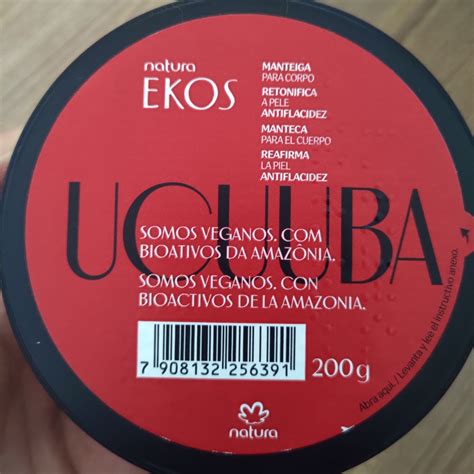 natura
EKOS
MANTEIGA
PARA CORPO
RETONIFICA
A PELE
ANTIFLACIDEZ
MANTECA
PARA EL CUERPO
REAFIRMA
LA PIEL
ANTIFLACIDEZ
UCUUBA
SOMOS VEGANOS. COM
BIOATIVOS DA AMAZÔNIA.
SOMOS VEGANOS. CON
BIOACTIVOS DE LA AMAZONIA.
7 908132 256391
200g
Abra aqui. / Levanta y lee el instructivo anexo.
natura